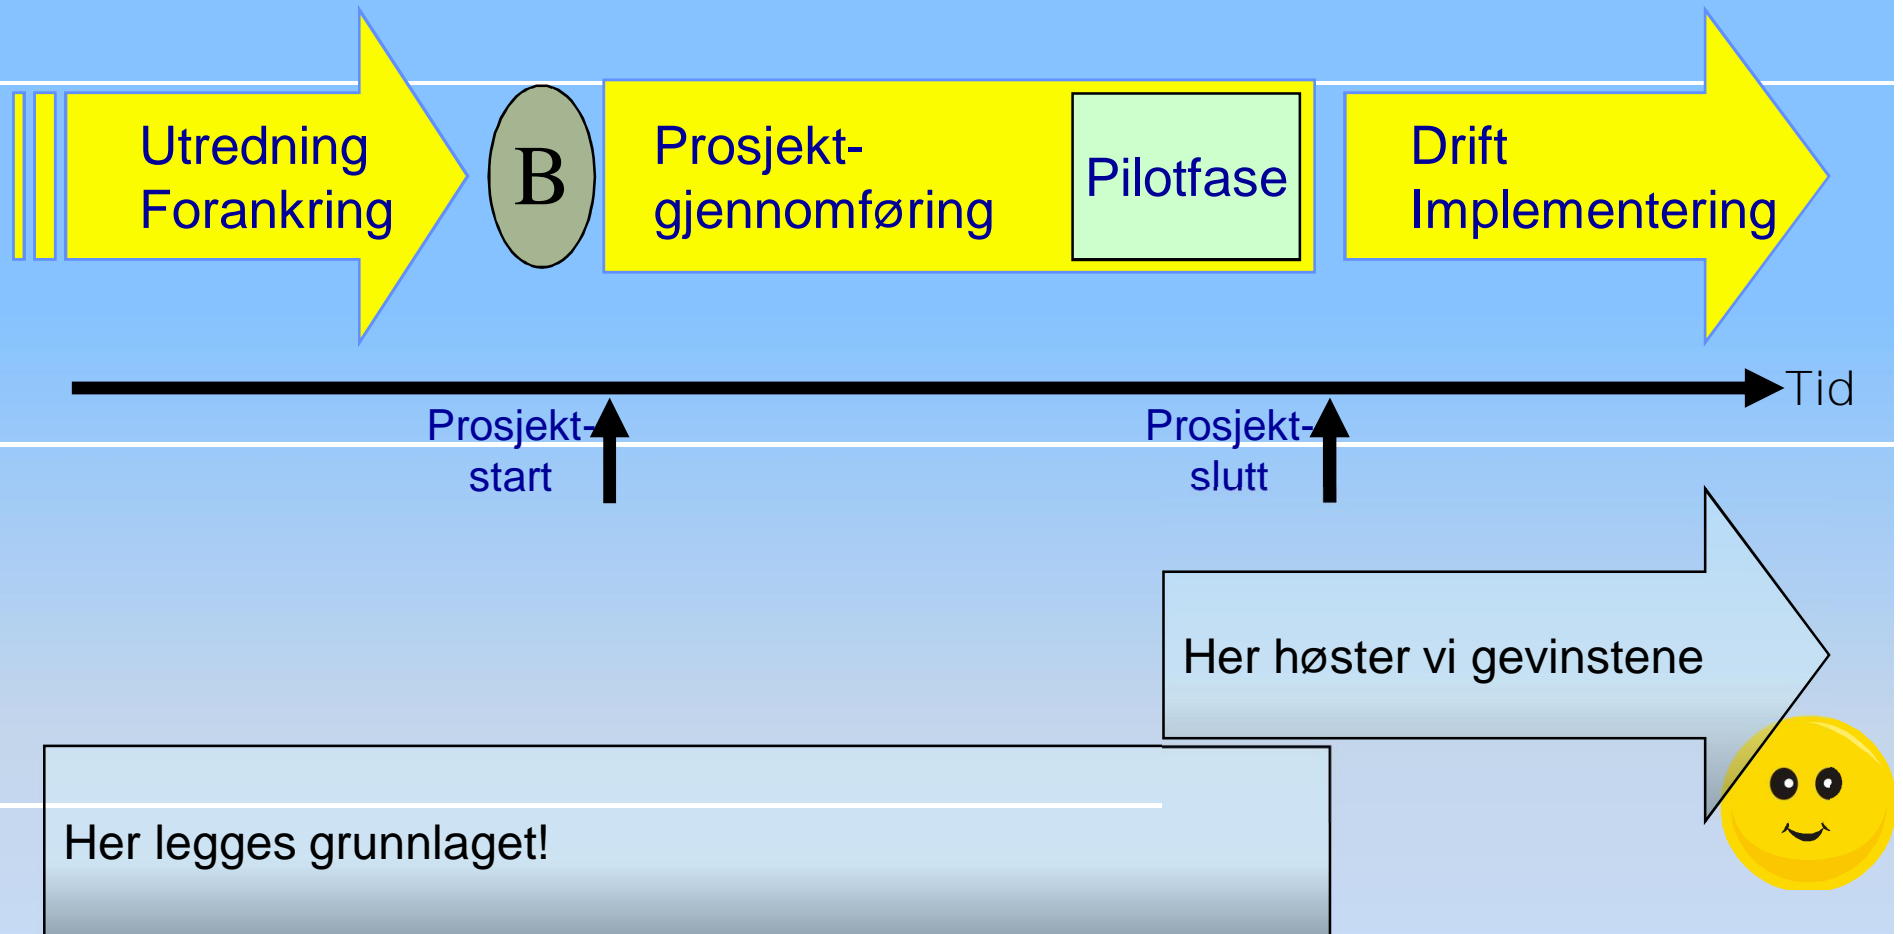 Utredning
Forankring
B
Prosjekt-
gjennomføring
Pilotfase
Drift
Implementering
Tid
Prosjekt-
start
Prosjekt-
slutt
Her høster vi gevinstene
Her legges grunnlaget!